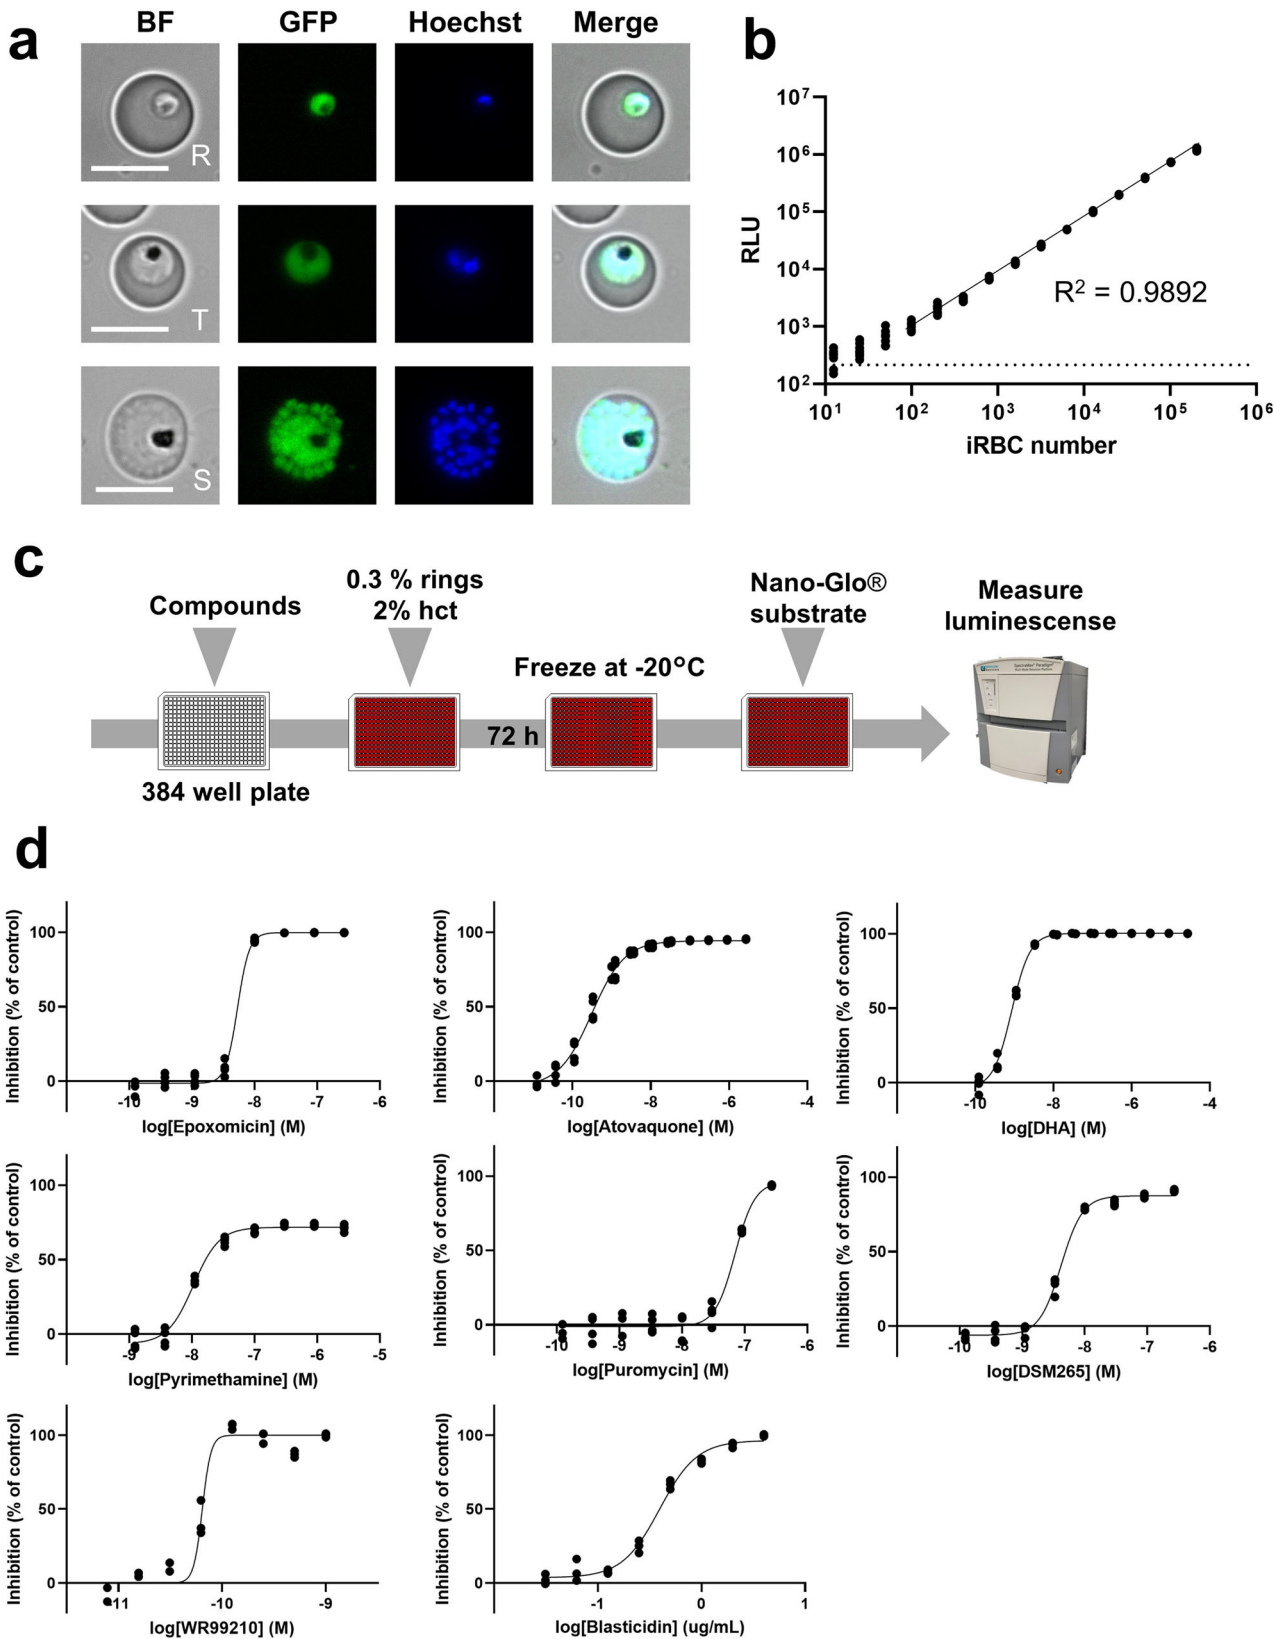 a
BF GFP Hoechst Merge
R
T
S
b
10⁷
10⁶
10⁵
10⁴
10³
10²
RLU
R² = 0.9892
10¹ 10² 10³ 10⁴ 10⁵ 10⁶
iRBC number
c
Compounds
0.3 % rings
2% hct
Freeze at -20°C
Nano-Glo®
substrate
Measure
luminescense
72 h
384 well plate
d
Inhibition (% of control)
100
50
0
-10 -9 -8 -7 -6
log[Epoxomicin] (M)
Inhibition (% of control)
100
50
0
-10 -8 -6 -4
log[Atovaquone] (M)
Inhibition (% of control)
100
50
0
-10 -8 -6 -4
log[DHA] (M)
Inhibition (% of control)
100
50
0
-9 -8 -7 -6 -5
log[Pyrimethamine] (M)
Inhibition (% of control)
100
50
0
-10 -9 -8 -7 -6
log[Puromycin] (M)
Inhibition (% of control)
100
50
0
-10 -9 -8 -7 -6
log[DSM265] (M)
Inhibition (% of control)
100
50
0
-11 -10 -9
log[WR99210] (M)
Inhibition (% of control)
100
50
0
-1 0 1
log[Blasticidin] (ug/mL)